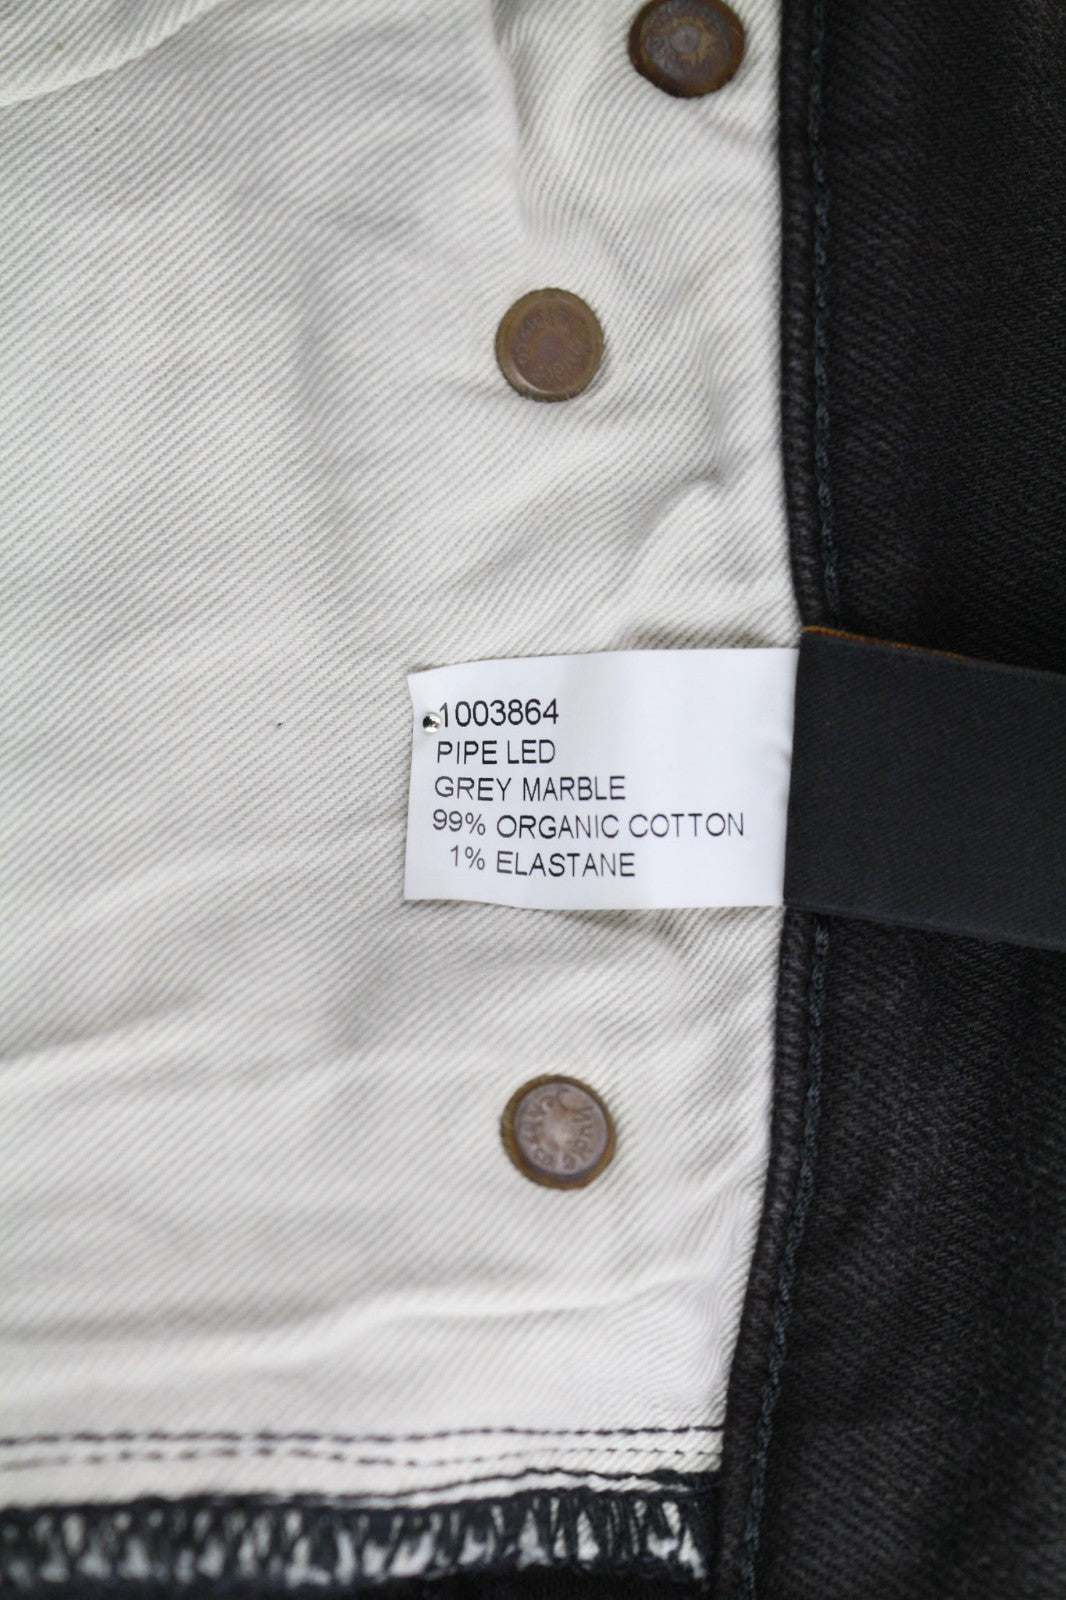 1003864
PIPE LED
GREY MARBLE
99% ORGANIC COTTON
1% ELASTANE